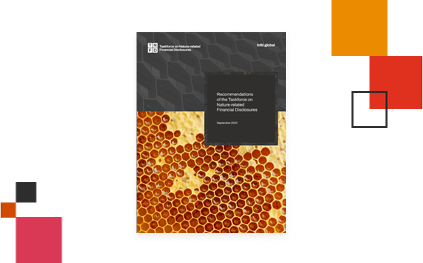 Taskforce on Nature-related
Financial Disclosures
tnfd.global
Recommendations
of the Taskforce on
Nature-related
Financial Disclosures
September 2023